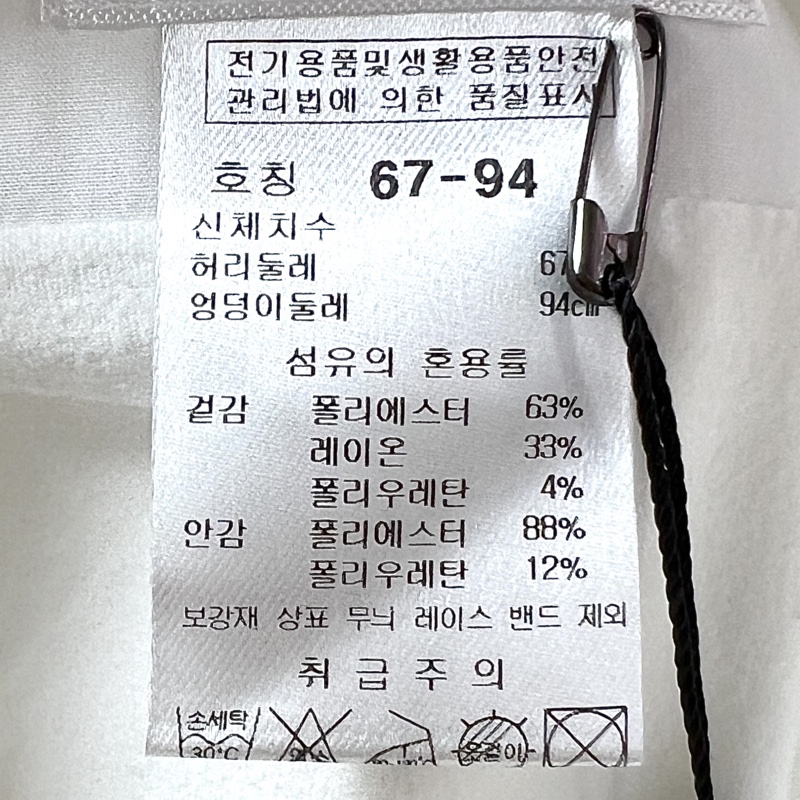 전기용품및생활용품안전
관리법에 의한 품질표시
호칭 67-94
신체치수
허리둘레 67
엉덩이둘레 94cm
섬유의 혼용률
겉감 폴리에스터 63%
레이온 33%
폴리우레탄 4%
안감 폴리에스터 88%
폴리우레탄 12%
보강재 상표 무늬 레이스 밴드 제외
취급주의
손세탁
30°C
옷걸이